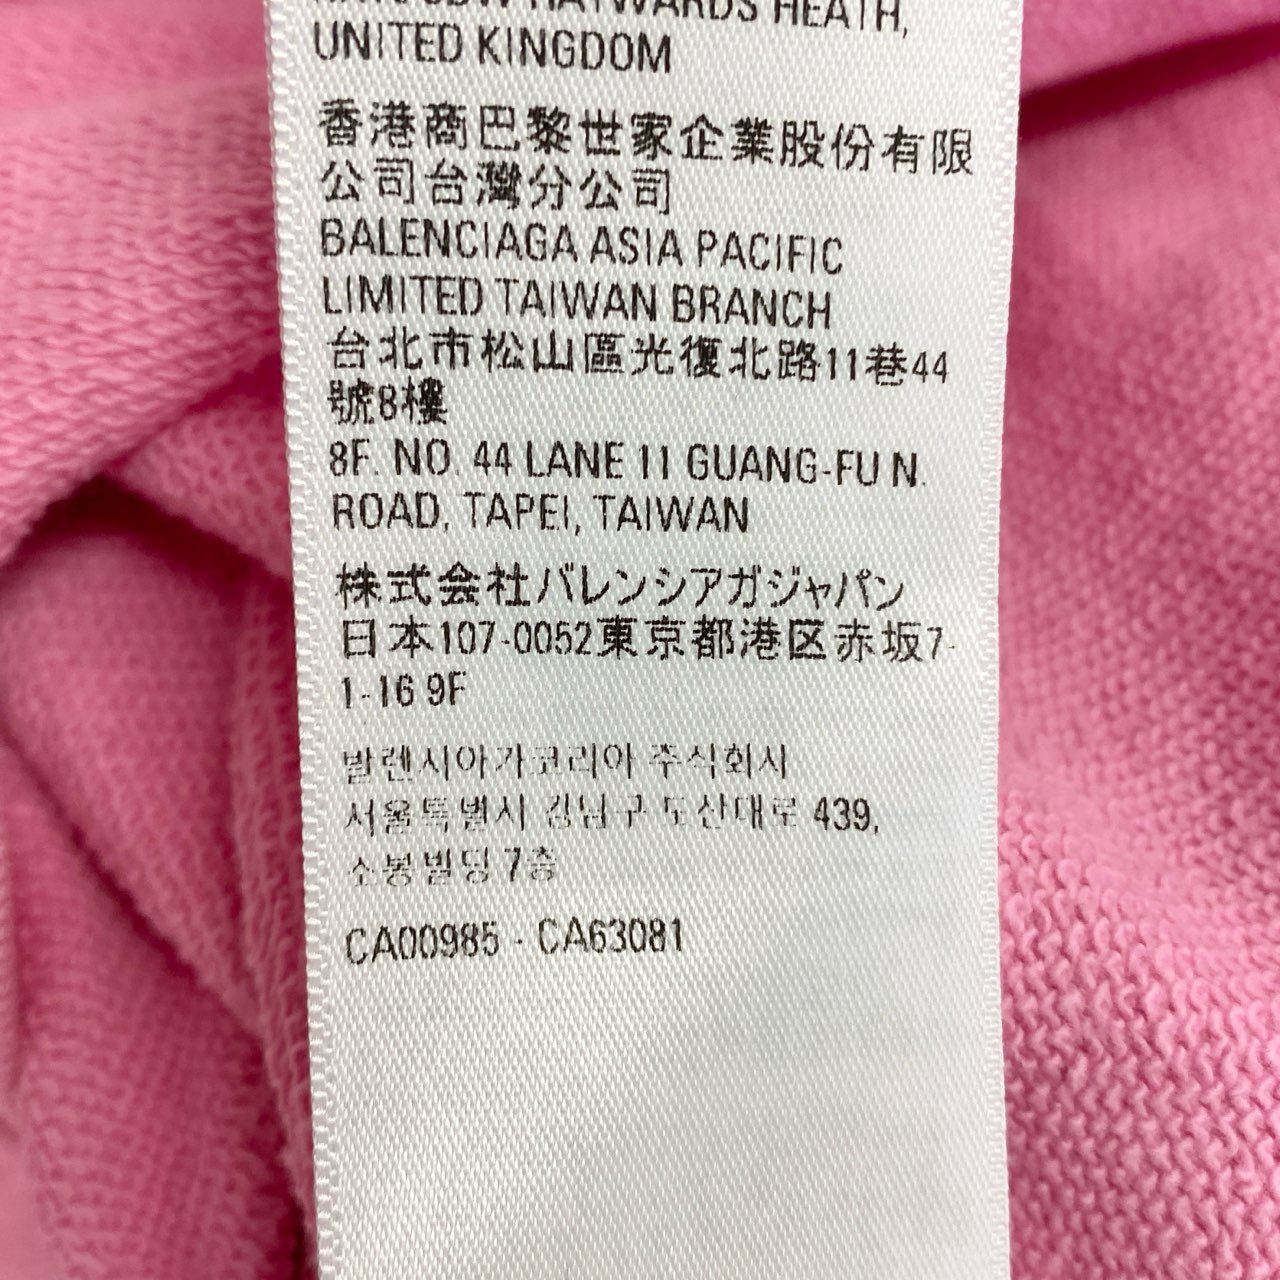 HAYWARDS HEATH,
UNITED KINGDOM
香港商巴黎世家企業股份有限
公司台灣分公司
BALENCIAGA ASIA PACIFIC
LIMITED TAIWAN BRANCH
台北市松山區光復北路11巷44
號8樓
8F. NO. 44 LANE 11 GUANG-FU N.
ROAD, TAPEI, TAIWAN
株式会社バレンシアガジャパン
日本107-0052東京都港区赤坂7-
1-16 9F
발렌시아가코리아 주식회사
서울특별시 강남구 도산대로 439,
소봉빌딩 7층
CA00985 - CA63081